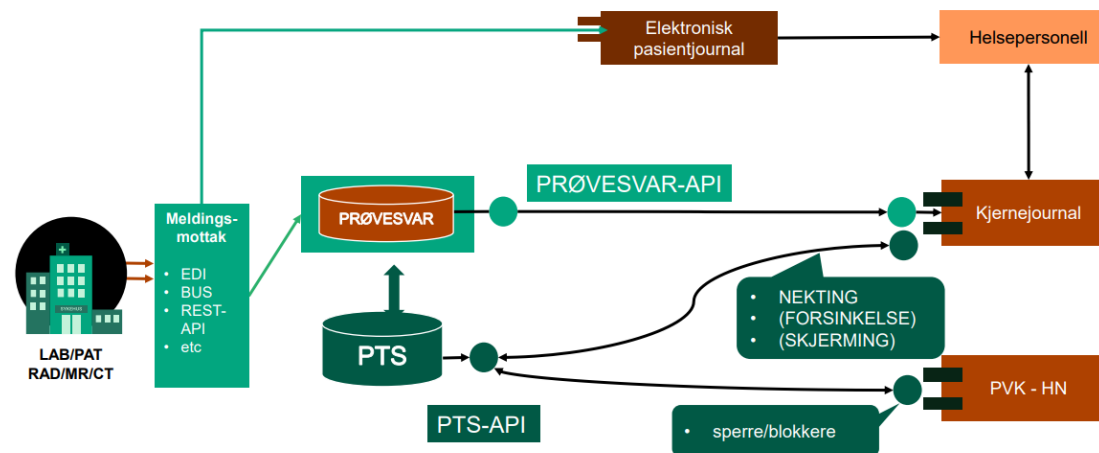 Elektronisk
pasientjournal
Helsepersonell
PRØVESVAR-API
Meldings-
mottak
• EDI
• BUS
• REST-
API
• etc
PRØVESVAR
Kjernejournal
SYKEHUS
LAB/PAT
RAD/MR/CT
PTS
• NEKTING
• (FORSINKELSE)
• (SKJERMING)
PTS-API
• sperre/blokkere
PVK - HN